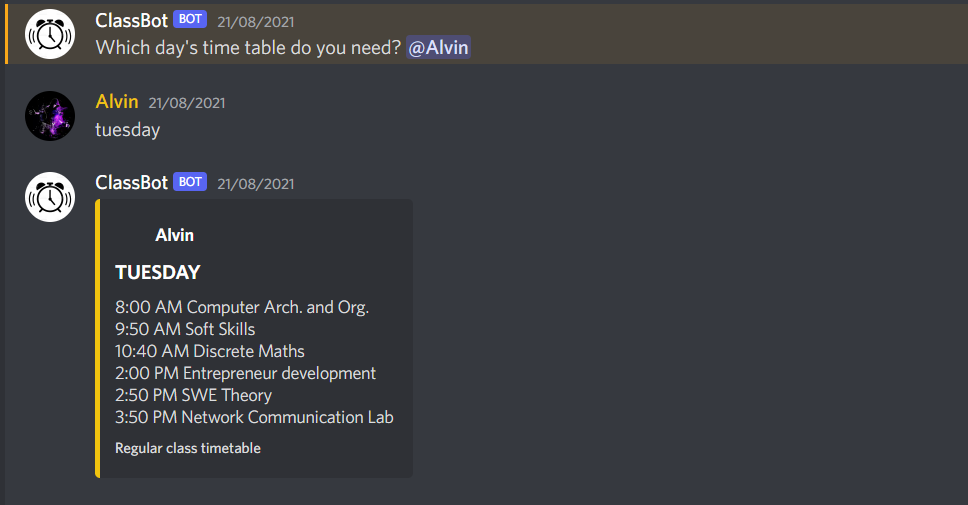 ClassBot BOT 21/08/2021
Which day's time table do you need? @Alvin
Alvin 21/08/2021
tuesday
ClassBot BOT 21/08/2021
Alvin
TUESDAY
8:00 AM Computer Arch. and Org.
9:50 AM Soft Skills
10:40 AM Discrete Maths
2:00 PM Entrepreneur development
2:50 PM SWE Theory
3:50 PM Network Communication Lab
Regular class timetable